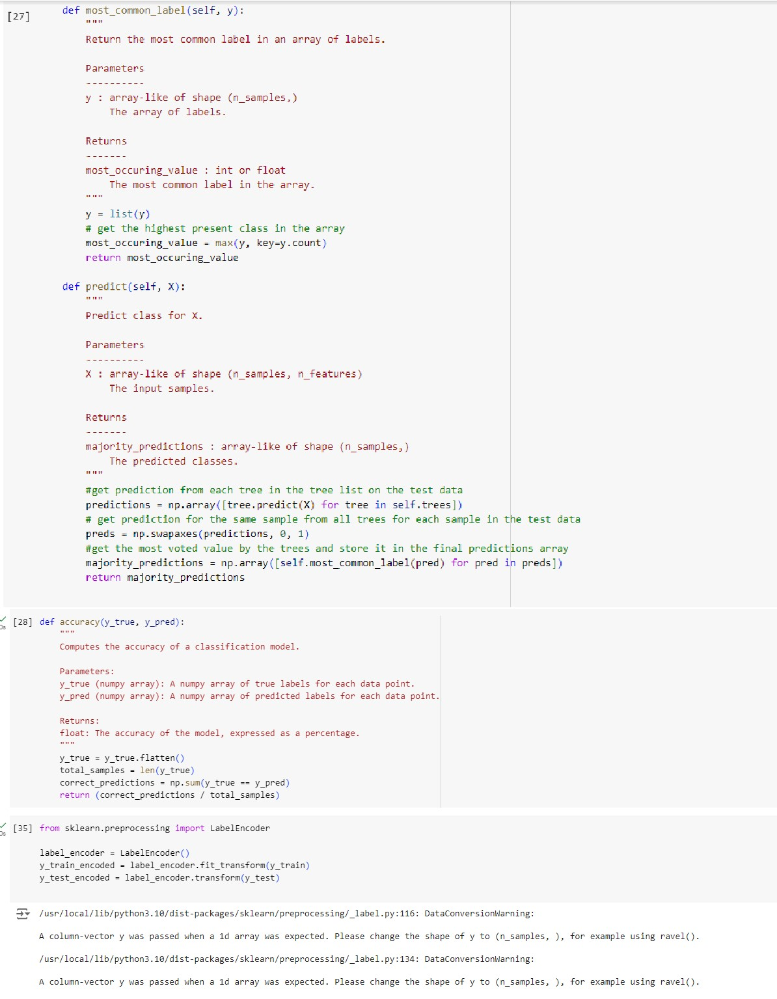 [27]
def most_common_label(self, y):
"""
Return the most common label in an array of labels.
Parameters
----------
y : array-like of shape (n_samples,)
The array of labels.
Returns
-------
most_occuring_value : int or float
The most common label in the array.
"""
y = list(y)
# get the highest present class in the array
most_occuring_value = max(y, key=y.count)
return most_occuring_value
def predict(self, X):
"""
Predict class for X.
Parameters
----------
X : array-like of shape (n_samples, n_features)
The input samples.
Returns
-------
majority_predictions : array-like of shape (n_samples,)
The predicted classes.
"""
#get prediction from each tree in the tree list on the test data
predictions = np.array([tree.predict(X) for tree in self.trees])
# get prediction for the same sample from all trees for each sample in the test data
preds = np.swapaxes(predictions, 0, 1)
#get the most voted value by the trees and store it in the final predictions array
majority_predictions = np.array([self.most_common_label(pred) for pred in preds])
return majority_predictions
[28] def accuracy(y_true, y_pred):
0s
"""
Computes the accuracy of a classification model.
Parameters:
y_true (numpy array): A numpy array of true labels for each data point.
y_pred (numpy array): A numpy array of predicted labels for each data point.
Returns:
float: The accuracy of the model, expressed as a percentage.
"""
y_true = y_true.flatten()
total_samples = len(y_true)
correct_predictions = np.sum(y_true == y_pred)
return (correct_predictions / total_samples)
[35] from sklearn.preprocessing import LabelEncoder
0s
label_encoder = LabelEncoder()
y_train_encoded = label_encoder.fit_transform(y_train)
y_test_encoded = label_encoder.transform(y_test)
/usr/local/lib/python3.10/dist-packages/sklearn/preprocessing/_label.py:116: DataConversionWarning:
A column-vector y was passed when a 1d array was expected. Please change the shape of y to (n_samples, ), for example using ravel().
/usr/local/lib/python3.10/dist-packages/sklearn/preprocessing/_label.py:134: DataConversionWarning:
A column-vector y was passed when a 1d array was expected. Please change the shape of y to (n_samples, ), for example using ravel().